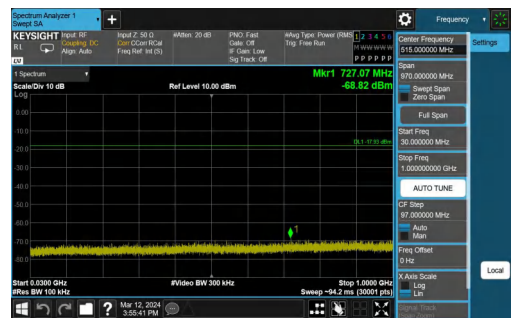 Spectrum Analyzer 1
Swept SA
Frequency
KEYSIGHT
RL
Input: RF
Coupling: DC
Align: Auto
Input Z: 50 Ω
Corr CCorr RCal
Freq Ref: Int (S)
#Atten: 20 dB
PNO: Fast
Gate: Off
IF Gain: Low
Sig Track: Off
#Avg Type: Power (RMS
Trig: Free Run
1 2 3 4 5 6
M W W W W W
P P P P P P
1 Spectrum
Scale/Div 10 dB
Log
Ref Level 10.00 dBm
Mkr1 727.07 MHz
-68.82 dBm
0.00
-10.0
-20.0
-30.0
-40.0
-50.0
-60.0
-70.0
-80.0
1
Start 0.0300 GHz
#Res BW 100 kHz
#Video BW 300 kHz
Stop 1.0000 GHz
Sweep ~94.2 ms (30001 pts)
Mar 12, 2024
3:55:41 PM
Center Frequency
515.000000 MHz
Span
970.000000 MHz
Swept Span
Zero Span
Full Span
Start Freq
30.000000 MHz
Stop Freq
1.000000000 GHz
AUTO TUNE
CF Step
97.000000 MHz
Auto
Man
Freq Offset
0 Hz
X Axis Scale
Log
Lin
Signal Track
Settings
Local